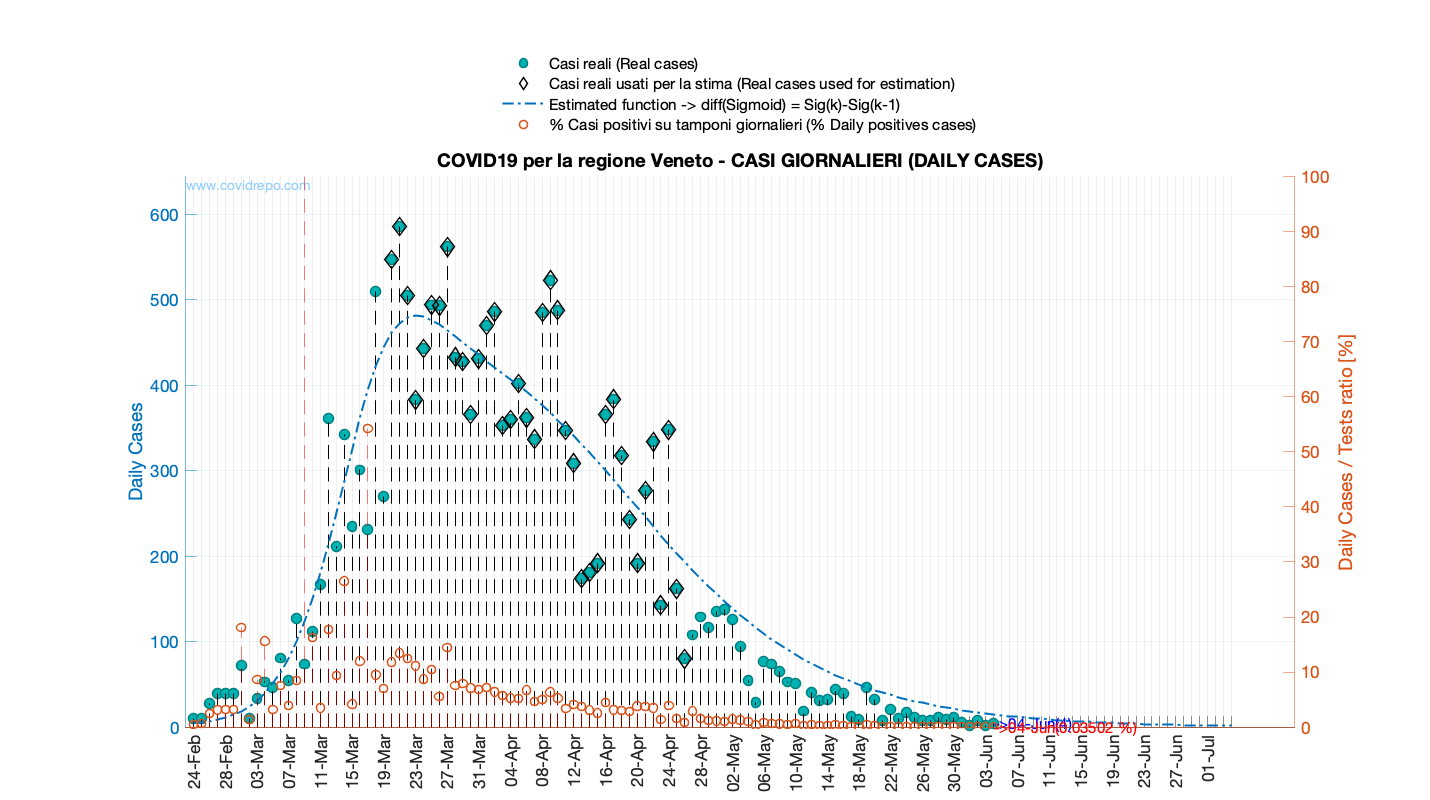 Casi reali (Real cases)
Casi reali usati per la stima (Real cases used for estimation)
Estimated function -> diff(Sigmoid) = Sig(k)-Sig(k-1)
% Casi positivi su tamponi giornalieri (% Daily positives cases)
COVID19 per la regione Veneto - CASI GIORNALIERI (DAILY CASES)
www.covidrepo.com
Daily Cases
600
500
400
300
200
100
0
100
90
80
70
60
50
40
30
20
10
0
Daily Cases / Tests ratio [%]
>04-Jun(0.03502 %)
24-Feb
28-Feb
03-Mar
07-Mar
11-Mar
15-Mar
19-Mar
23-Mar
27-Mar
31-Mar
04-Apr
08-Apr
12-Apr
16-Apr
20-Apr
24-Apr
28-Apr
02-May
06-May
10-May
14-May
18-May
22-May
26-May
30-May
03-Jun
07-Jun
11-Jun
15-Jun
19-Jun
23-Jun
27-Jun
01-Jul